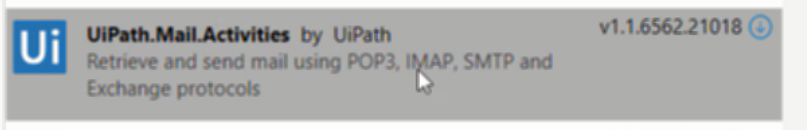 Ui
UiPath.Mail.Activities by UiPath
v1.1.6562.21018
Retrieve and send mail using POP3, IMAP, SMTP and
Exchange protocols